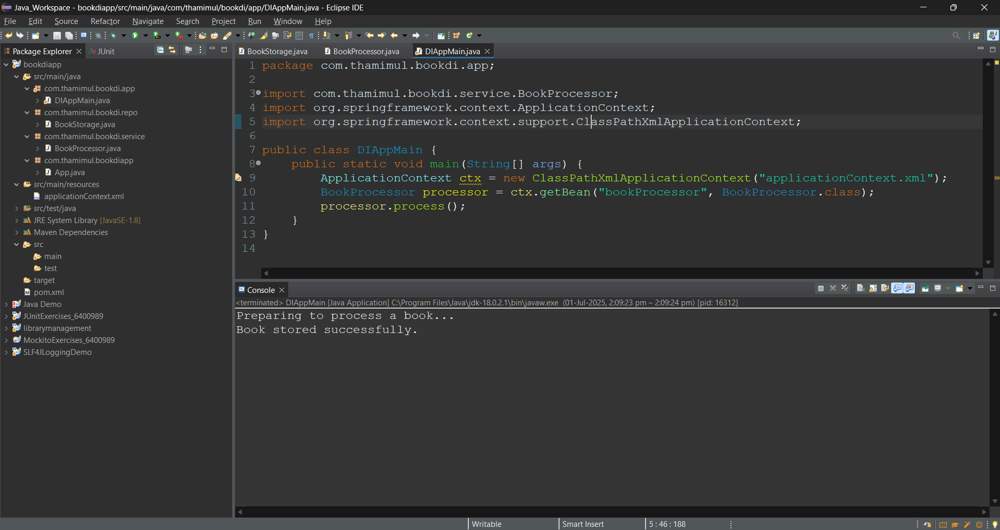 Java_Workspace - bookdiapp/src/main/java/com/thamimul/bookdi/app/DIAppMain.java - Eclipse IDE
File Edit Source Refactor Navigate Search Project Run Window Help
Package Explorer
JUnit
bookdiapp
src/main/java
com.thamimul.bookdi.app
DIAppMain.java
com.thamimul.bookdi.repo
BookStorage.java
com.thamimul.bookdi.service
BookProcessor.java
com.thamimul.bookdiapp
App.java
src/main/resources
applicationContext.xml
src/test/java
JRE System Library [JavaSE-1.8]
Maven Dependencies
src
main
test
target
pom.xml
Java Demo
JUnitExercises_6400989
librarymanagement
MockitoExercises_6400989
SLF4JLoggingDemo
BookStorage.java BookProcessor.java DIAppMain.java
1 package com.thamimul.bookdi.app;
2
3 import com.thamimul.bookdi.service.BookProcessor;
4 import org.springframework.context.ApplicationContext;
5 import org.springframework.context.support.ClassPathXmlApplicationContext;
6
7 public class DIAppMain {
8 public static void main(String[] args) {
9 ApplicationContext ctx = new ClassPathXmlApplicationContext("applicationContext.xml");
10 BookProcessor processor = ctx.getBean("bookProcessor", BookProcessor.class);
11 processor.process();
12 }
13 }
14
Console
<terminated> DIAppMain [Java Application] C:\Program Files\Java\jdk-18.0.2.1\bin\javaw.exe (01-Jul-2025, 2:09:23 pm – 2:09:24 pm) [pid: 16312]
Preparing to process a book...
Book stored successfully.
Writable Smart Insert 5 : 46 : 188